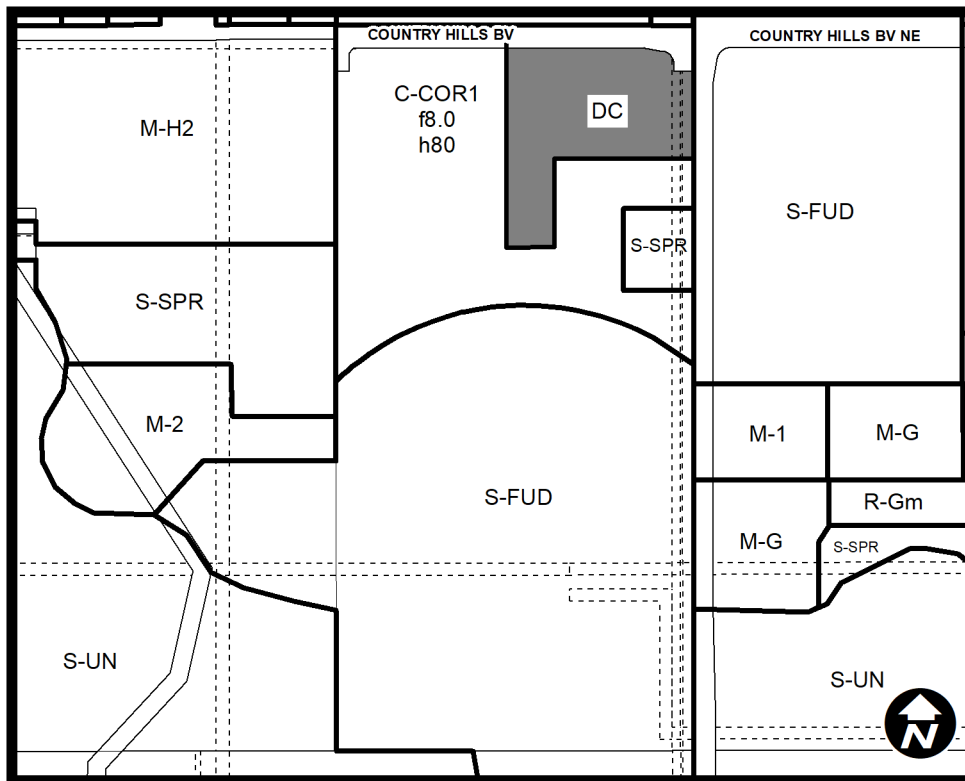 COUNTRY HILLS BV
COUNTRY HILLS BV NE
C-COR1
f8.0
h80
DC
M-H2
S-FUD
S-SPR
S-SPR
M-2
M-1
M-G
S-FUD
R-Gm
M-G
S-SPR
S-UN
S-UN
N